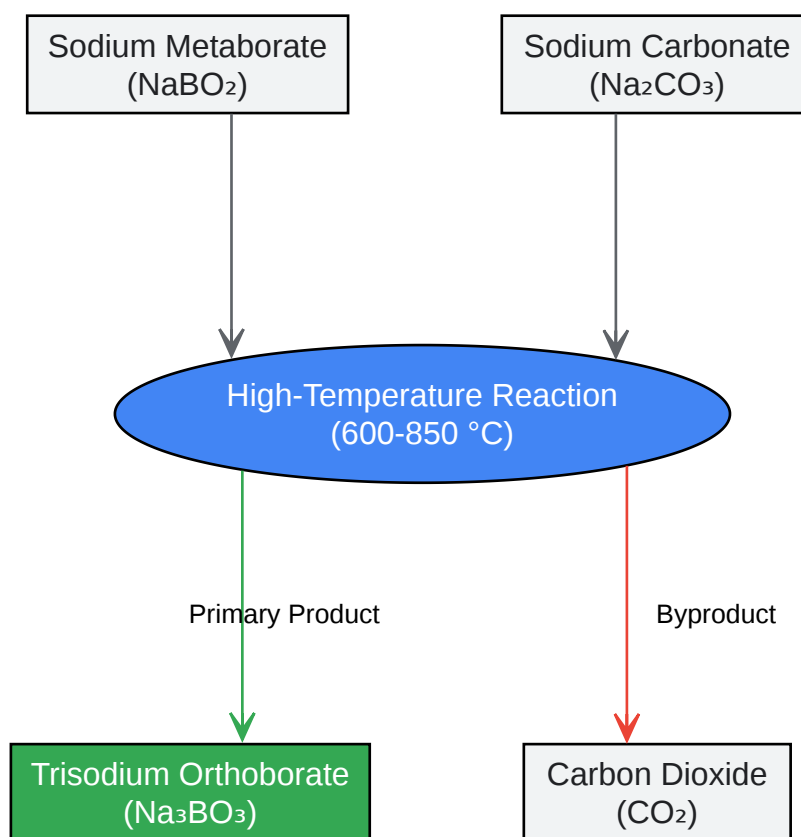 Sodium Metaborate
(NaBO₂)
Sodium Carbonate
(Na₂CO₃)
High-Temperature Reaction
(600-850 °C)
Primary Product
Byproduct
Trisodium Orthoborate
(Na₃BO₃)
Carbon Dioxide
(CO₂)